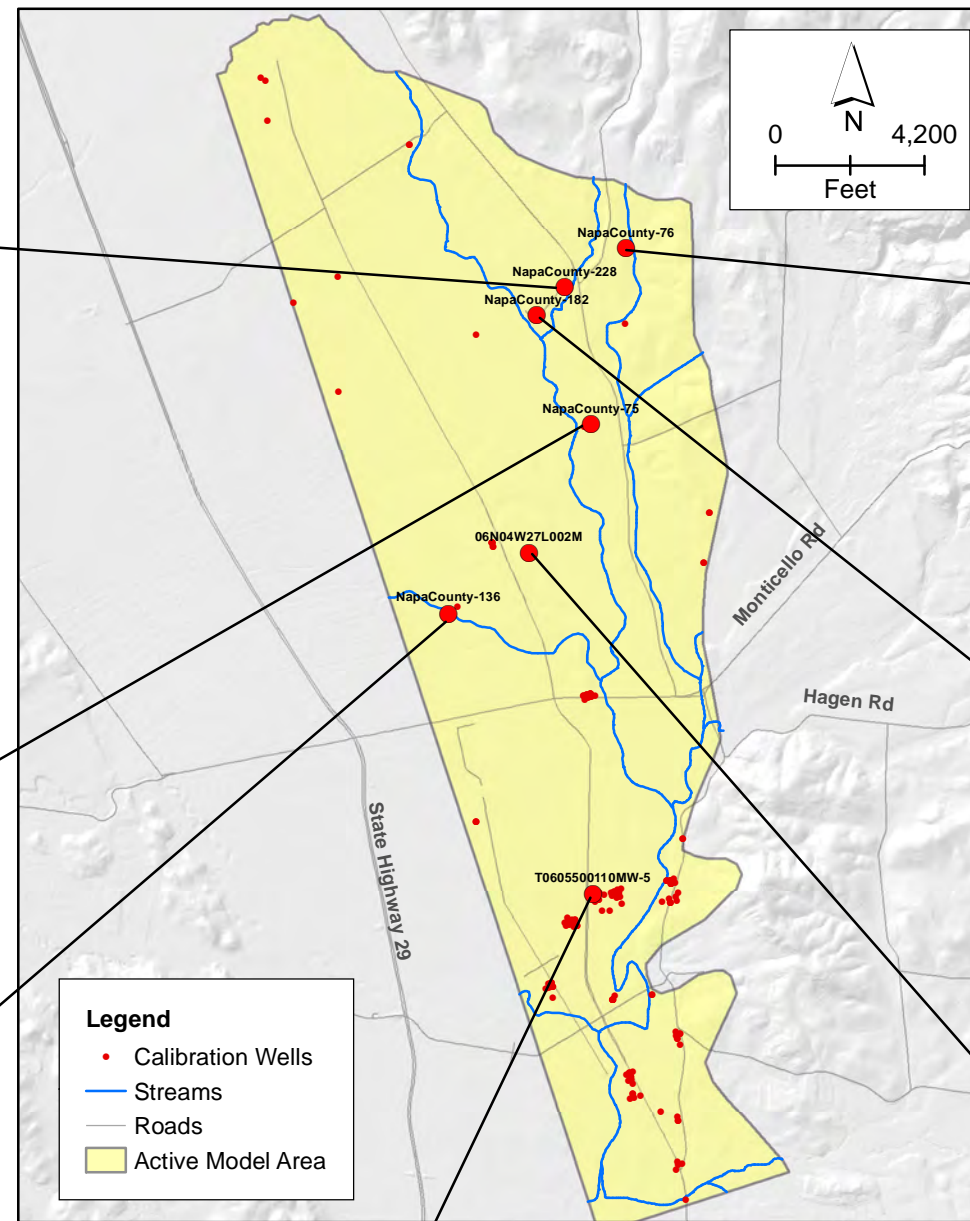 N
0 4,200
Feet
NapaCounty-76
NapaCounty-228
NapaCounty-182
NapaCounty-75
06N04W27L002M
NapaCounty-136
Monticello Rd
Hagen Rd
State Highway 29
T0605500110MW-5
Legend
Calibration Wells
Streams
Roads
Active Model Area